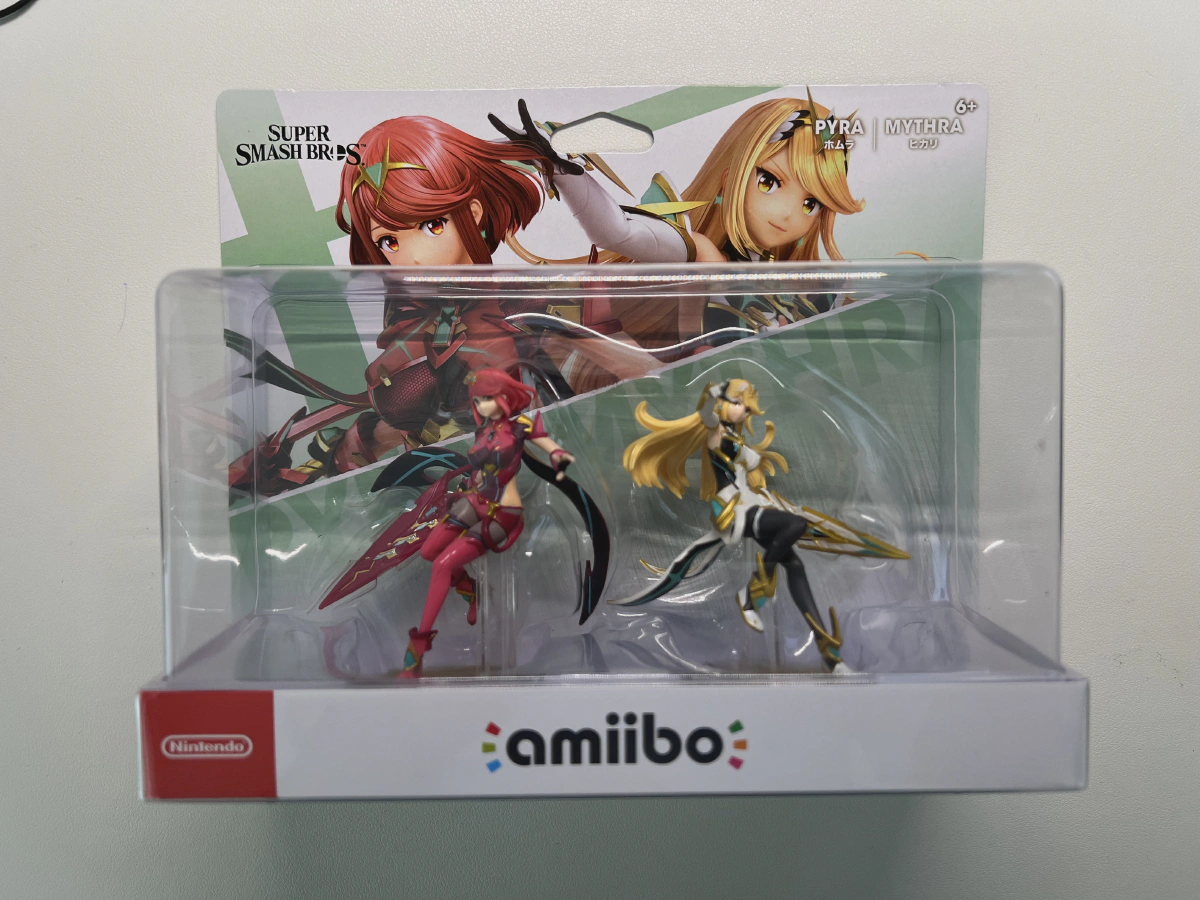 SUPER
SMASH BROS.
6+
PYRA | MYTHRA
ホムラ ヒカリ
Nintendo
amiibo